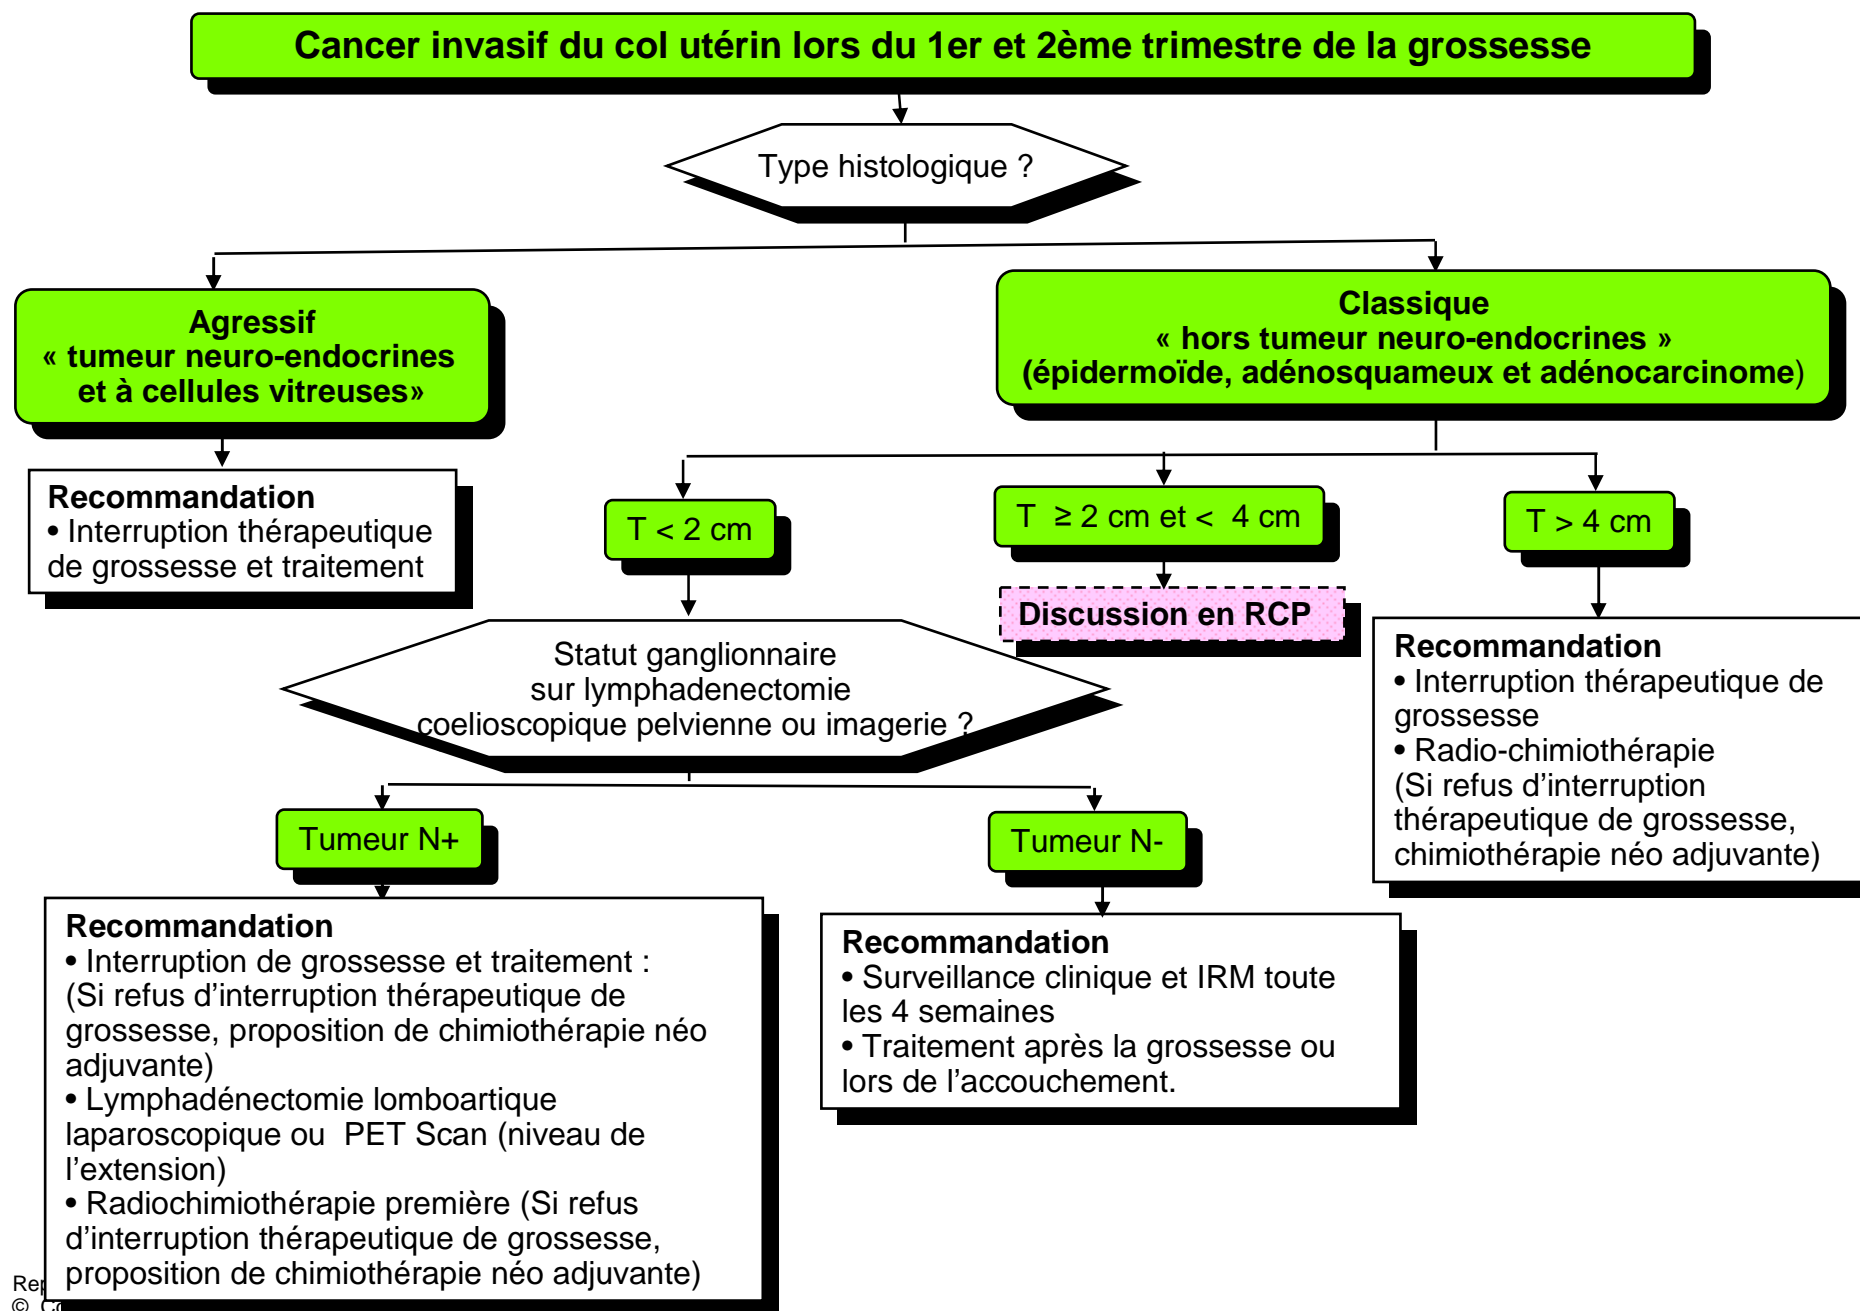 Cancer invasif du col utérin lors du 1er et 2ème trimestre de la grossesse
Type histologique ?
Agressif
« tumeur neuro-endocrines
et à cellules vitreuses»
Classique
« hors tumeur neuro-endocrines »
(épidermoïde, adénosquameux et adénocarcinome)
Recommandation
• Interruption thérapeutique
de grossesse et traitement
T < 2 cm
T ≥ 2 cm et < 4 cm
T > 4 cm
Discussion en RCP
Statut ganglionnaire
sur lymphadenectomie
coelioscopique pelvienne ou imagerie ?
Recommandation
• Interruption thérapeutique de
grossesse
• Radio-chimiothérapie
(Si refus d’interruption
thérapeutique de grossesse,
chimiothérapie néo adjuvante)
Tumeur N+
Tumeur N-
Recommandation
• Interruption de grossesse et traitement :
(Si refus d’interruption thérapeutique de
grossesse, proposition de chimiothérapie néo
adjuvante)
• Lymphadénectomie lomboartique
laparoscopique ou PET Scan (niveau de
l’extension)
• Radiochimiothérapie première (Si refus
d’interruption thérapeutique de grossesse,
proposition de chimiothérapie néo adjuvante)
Recommandation
• Surveillance clinique et IRM toute
les 4 semaines
• Traitement après la grossesse ou
lors de l’accouchement.
©